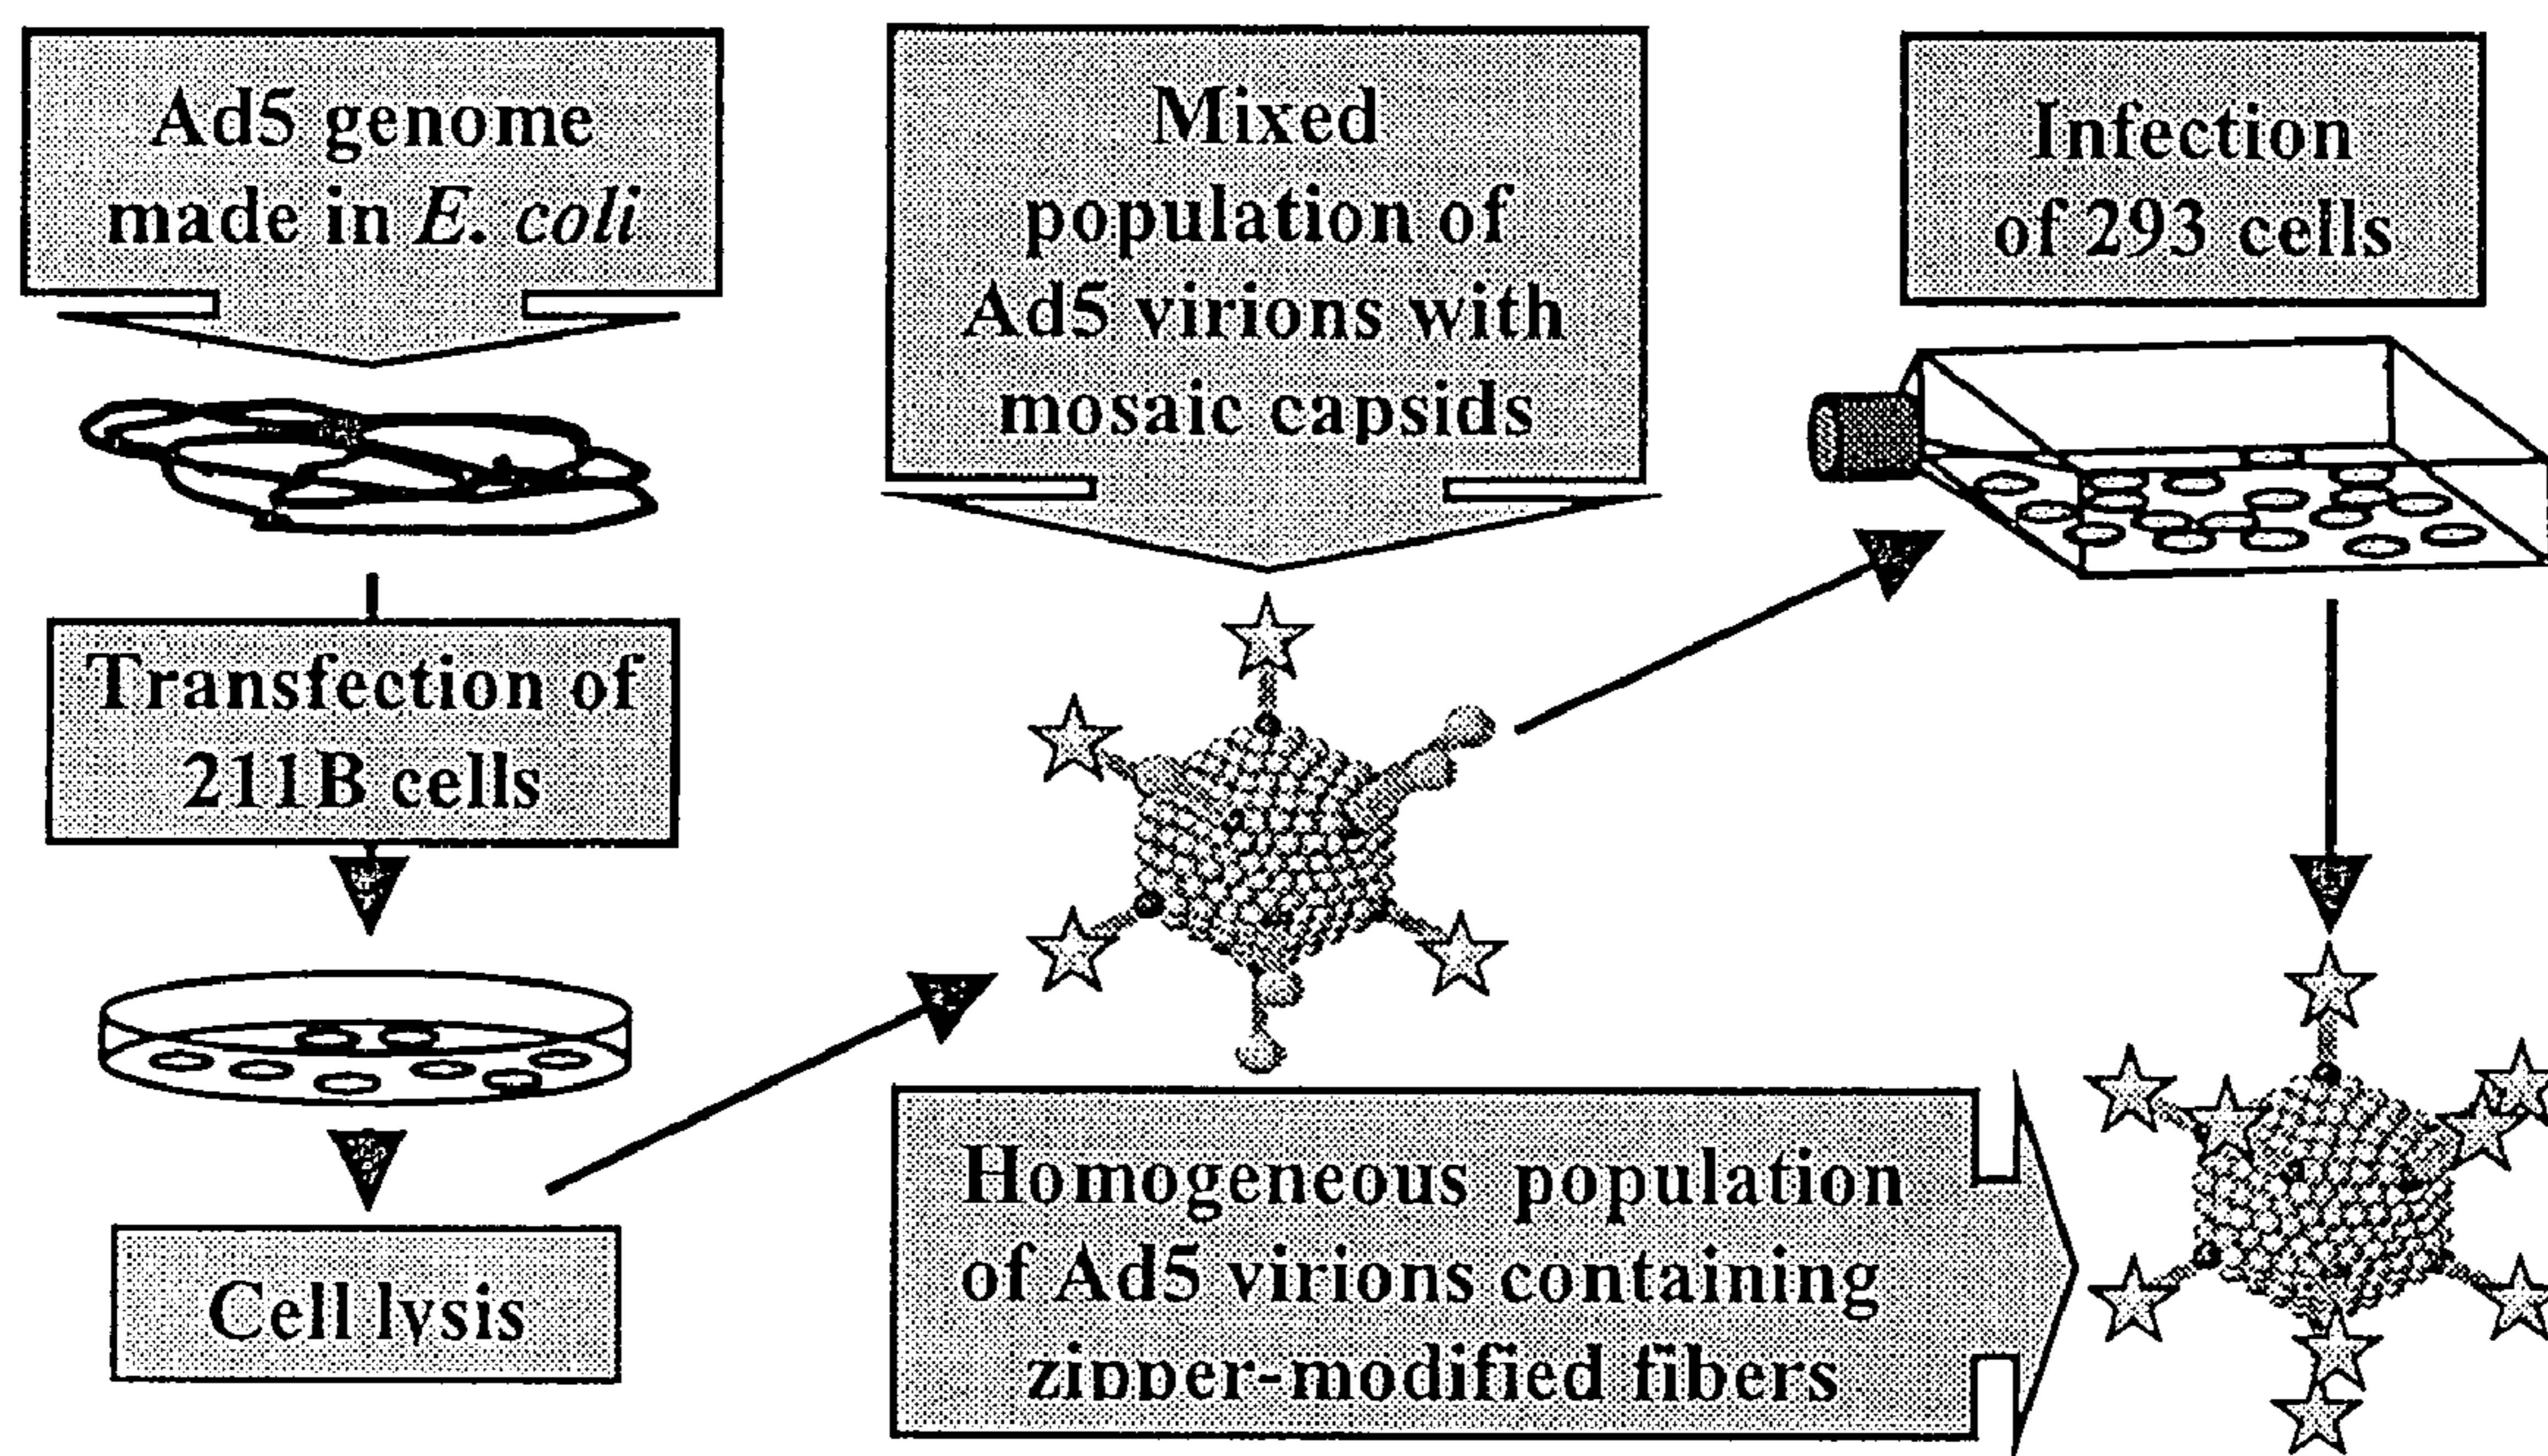 Ad5 genome
made in E. coli
Transfection of
211B cells
Cell lysis
Mixed
population of
Ad5 virions with
mosaic capsids
Infection
of 293 cells
Homogeneous population
of Ad5 virions containing
zipper-modified fibers